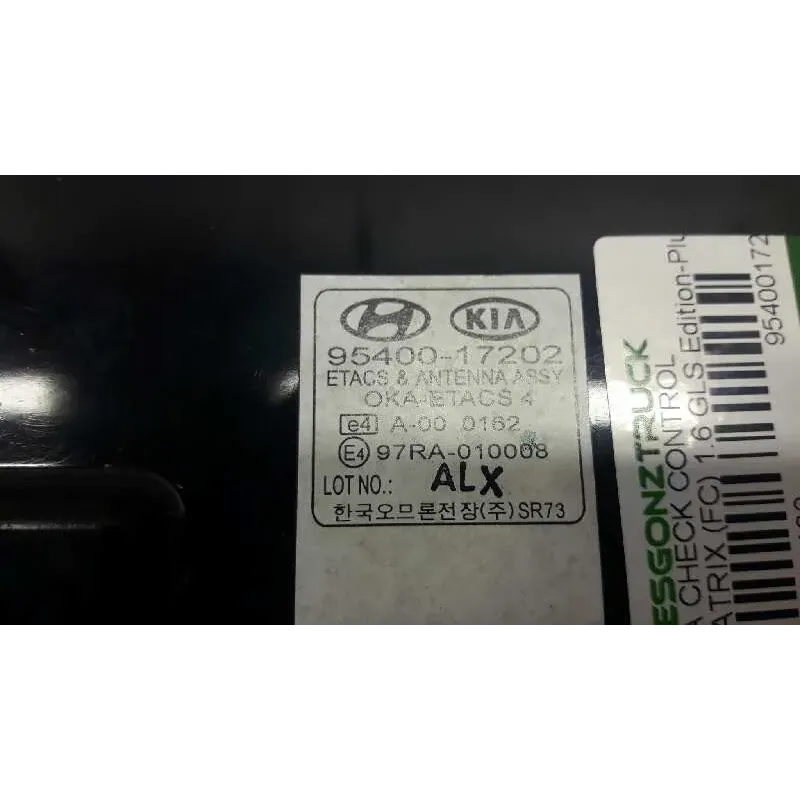 KIA
95400-17202
ETACS & ANTENNA ASSY
OKA-ETACS 4
e4 A-00 0162
E4 97RA-010008
LOT NO.: ALX
한국오므론전장(주) SR73
ESGONZTRUCK
A CHECK CONTROL
ATRIX (FC) 1.6 GLS Edition-Plu
95400172